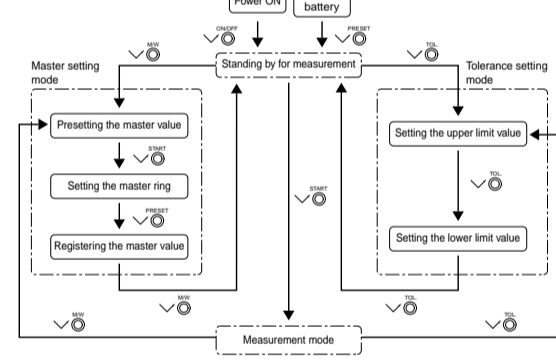 Power ON
battery
ON/OFF
PRESET
M/W
TOL.
Master setting
mode
Standing by for measurement
Tolerance setting
mode
Presetting the master value
START
Setting the master ring
PRESET
Registering the master value
START
Setting the upper limit value
TOL.
Setting the lower limit value
M/W
TOL.
M/W
TOL.
Measurement mode